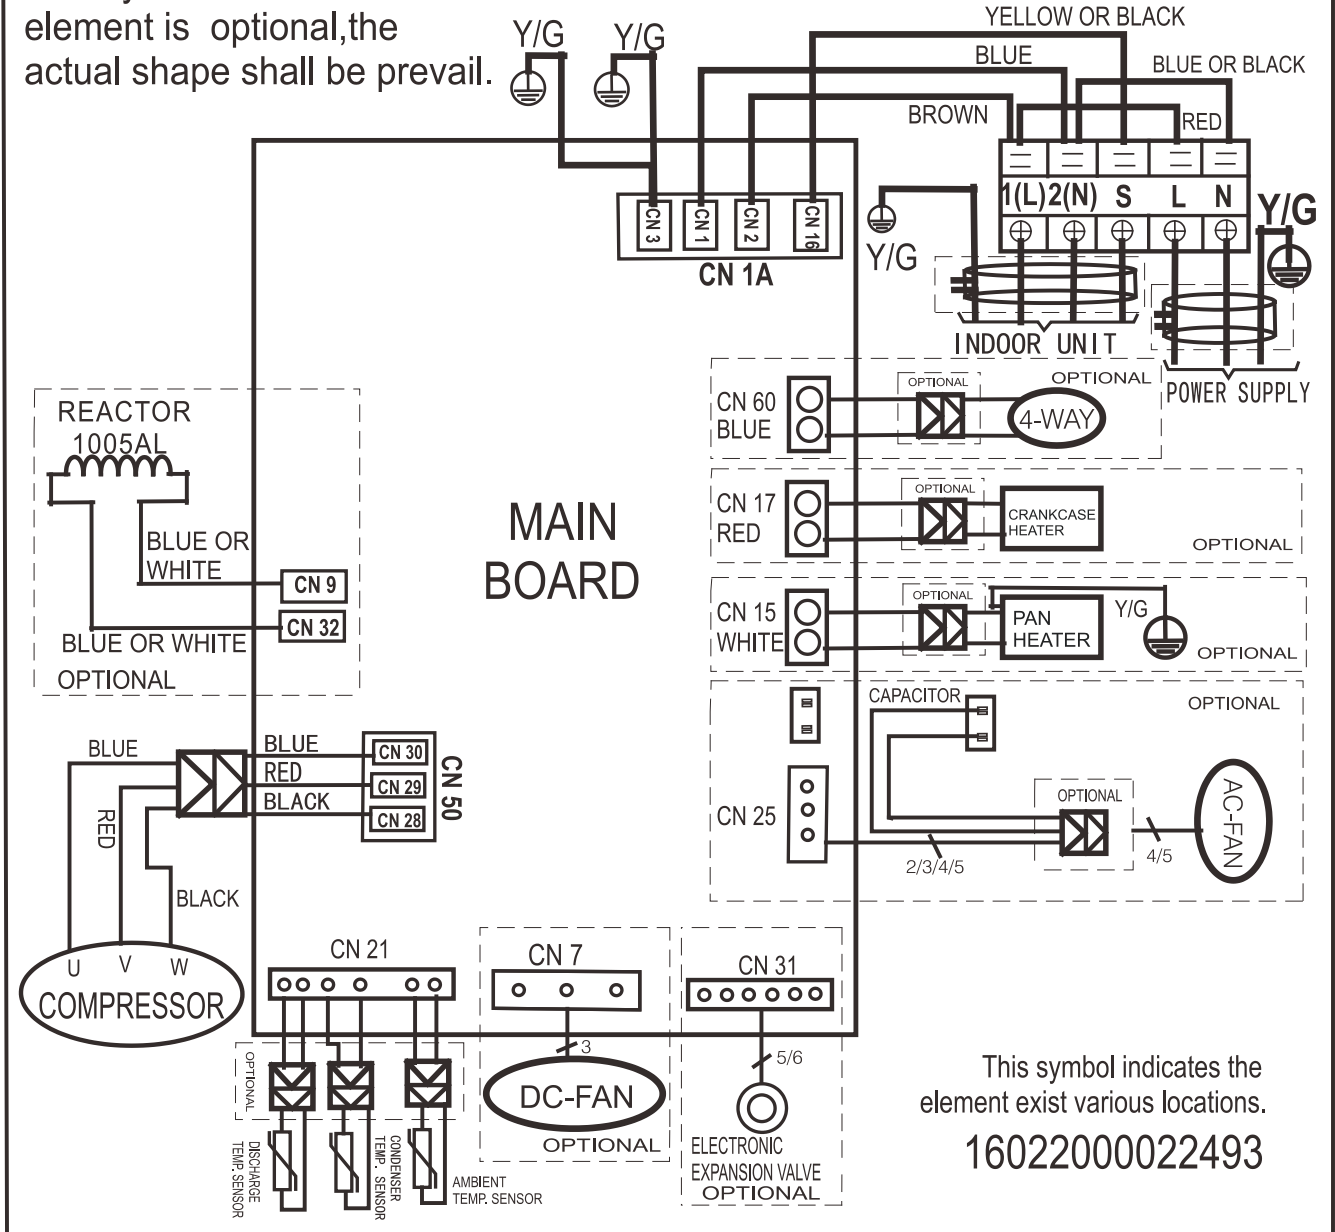 element is optional,the
actual shape shall be prevail.
Y/G
Y/G
YELLOW OR BLACK
BLUE
BLUE OR BLACK
BROWN
RED
1(L) 2(N) S L N
Y/G
Y/G
CN 3
CN 1
CN 2
CN 16
CN 1A
INDOOR UNIT
POWER SUPPLY
REACTOR
1005AL
BLUE OR
WHITE
CN 9
CN 32
BLUE OR WHITE
OPTIONAL
MAIN
BOARD
CN 60
BLUE
OPTIONAL
OPTIONAL
4-WAY
CN 17
RED
OPTIONAL
CRANKCASE
HEATER
OPTIONAL
CN 15
WHITE
OPTIONAL
PAN
HEATER
Y/G
OPTIONAL
CAPACITOR
OPTIONAL
CN 25
OPTIONAL
2/3/4/5
4/5
AC-FAN
BLUE
RED
BLACK
BLUE
RED
BLACK
CN 30
CN 29
CN 28
CN 50
U V W
COMPRESSOR
CN 21
OPTIONAL
DISCHARGE
TEMP. SENSOR
CONDENSER
TEMP. SENSOR
AMBIENT
TEMP. SENSOR
CN 7
3
DC-FAN
OPTIONAL
CN 31
5/6
ELECTRONIC
EXPANSION VALVE
OPTIONAL
This symbol indicates the
element exist various locations.
16022000022493